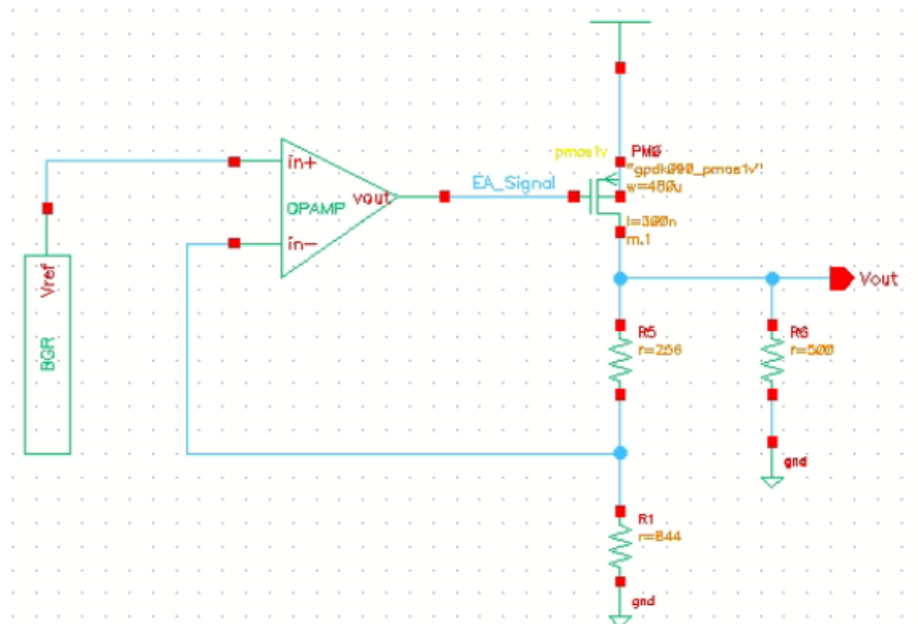 pmos1v
PM0
"gpdk090_pmos1v"
w=480u
l=300n
m:1
in+
OPAMP
vout
in-
EA_Signal
Vref
BGR
Vout
R5
r=256
R6
r=500
gnd
R1
r=844
gnd